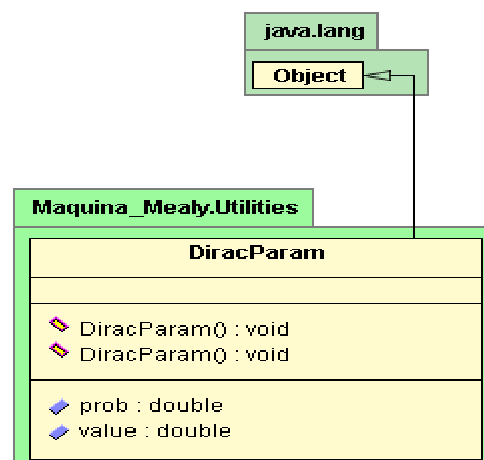 java.lang
Object
Maquina_Mealy.Utilities
DiracParam
DiracParam() : void
DiracParam() : void
prob : double
value : double